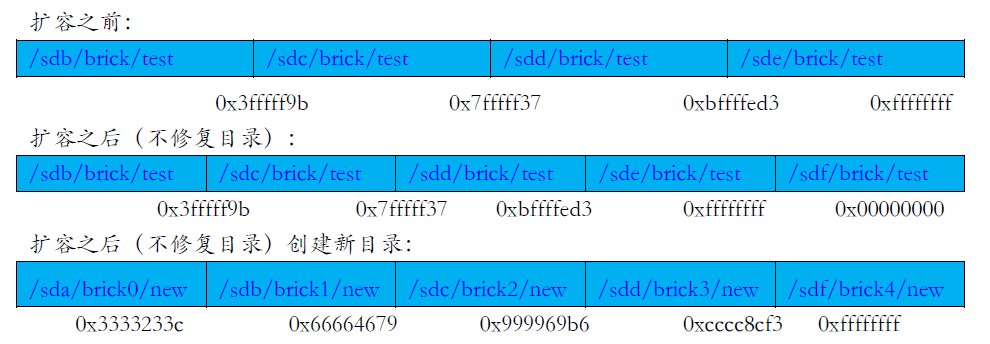 扩容之前：
/sdb/brick/test /sdc/brick/test /sdd/brick/test /sde/brick/test
0x3fffff9b 0x7fffff37 0xbffffed3 0xffffffff
扩容之后（不修复目录）：
/sdb/brick/test /sdc/brick/test /sdd/brick/test /sde/brick/test /sdf/brick/test
0x3fffff9b 0x7fffff37 0xbffffed3 0xffffffff 0x00000000
扩容之后（不修复目录）创建新目录：
/sda/brick0/new /sdb/brick1/new /sdc/brick2/new /sdd/brick3/new /sdf/brick4/new
0x3333233c 0x66664679 0x999969b6 0xcccc8cf3 0xffffffff